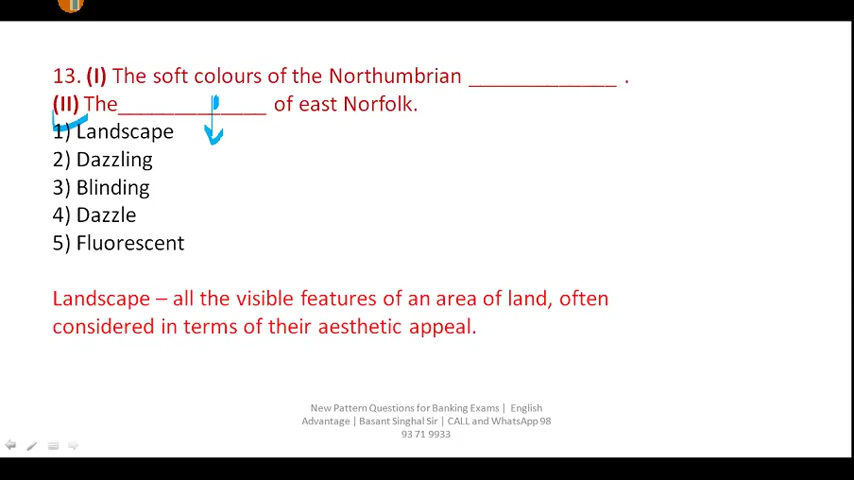 13. (I) The soft colours of the Northumbrian ______________ .
(II) The______________ of east Norfolk.
1) Landscape
2) Dazzling
3) Blinding
4) Dazzle
5) Fluorescent
Landscape – all the visible features of an area of land, often
considered in terms of their aesthetic appeal.
New Pattern Questions for Banking Exams | English
Advantage | Basant Singhal Sir | CALL and WhatsApp 98
93 71 9933